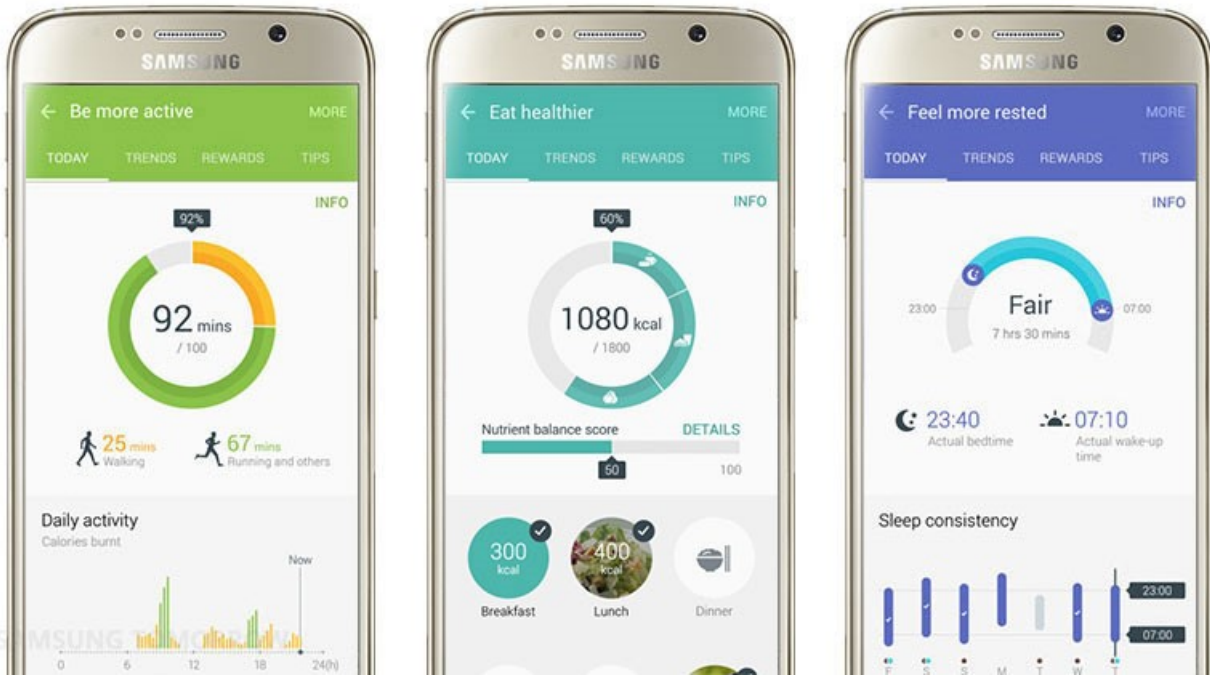 SAMSUNG
Be more active
MORE
TODAY
TRENDS
REWARDS
TIPS
INFO
92%
92 mins
/ 100
25 mins
Walking
67 mins
Running and others
Daily activity
Calories burnt
Now
0
6
12
18
24(h)
SAMSUNG TOMORROW
SAMSUNG
Eat healthier
MORE
TODAY
TRENDS
REWARDS
TIPS
INFO
60%
1080 kcal
/ 1800
Nutrient balance score
DETAILS
50
100
300
kcal
Breakfast
400
kcal
Lunch
Dinner
SAMSUNG
Feel more rested
MORE
TODAY
TRENDS
REWARDS
TIPS
INFO
23:00
Fair
07:00
7 hrs 30 mins
23:40
Actual bedtime
07:10
Actual wake-up
time
Sleep consistency
23:00
07:00
F
S
S
M
T
W
T